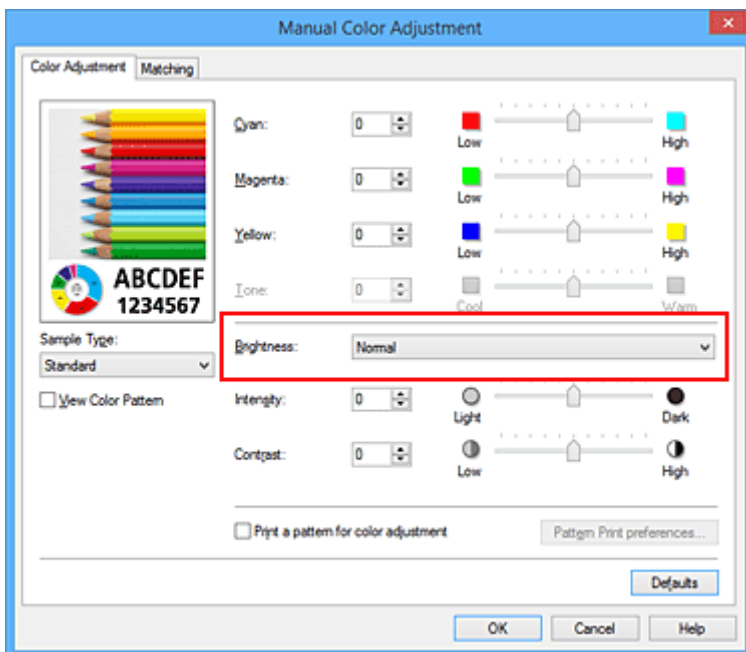 Manual Color Adjustment
Color Adjustment Matching
Cyan: 0 Low High
Magenta: 0 Low High
Yellow: 0 Low High
Tone: 0 Cool Warm
ABCDEF
1234567
Sample Type:
Standard
View Color Pattern
Brightness: Normal
Intensity: 0 Light Dark
Contrast: 0 Low High
Print a pattern for color adjustment Pattern Print preferences...
Defaults
OK Cancel Help